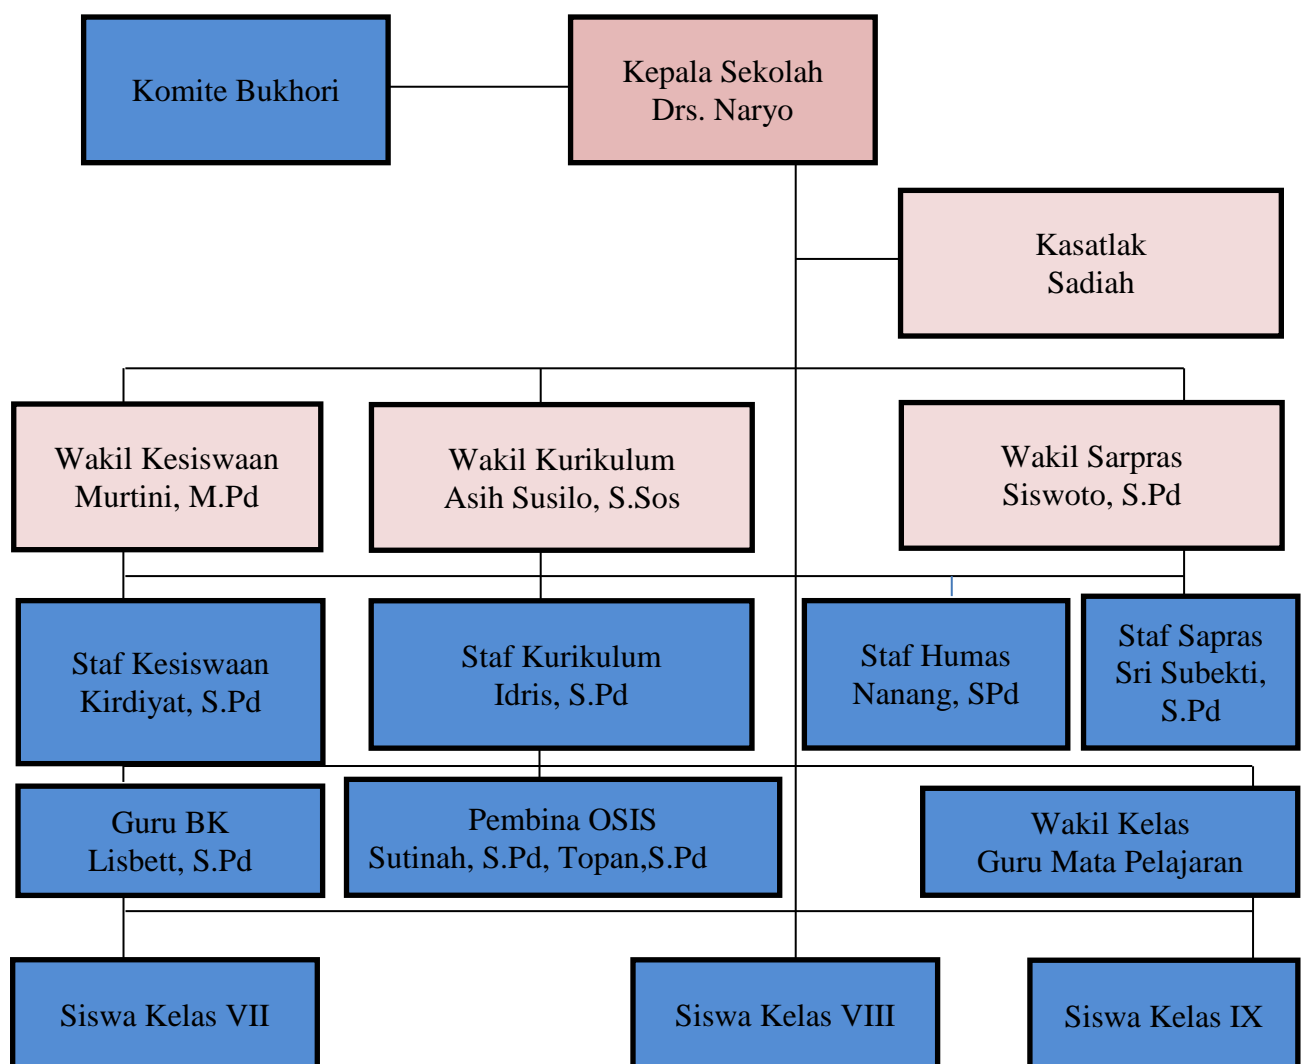 Komite Bukhori
Kepala Sekolah
Drs. Naryo
Kasatlak
Sadiah
Wakil Kesiswaan
Murtini, M.Pd
Wakil Kurikulum
Asih Susilo, S.Sos
Wakil Sarpras
Siswoto, S.Pd
Staf Kesiswaan
Kirdiyat, S.Pd
Staf Kurikulum
Idris, S.Pd
Staf Humas
Nanang, SPd
Staf Sapras
Sri Subekti,
S.Pd
Guru BK
Lisbett, S.Pd
Pembina OSIS
Sutinah, S.Pd, Topan,S.Pd
Wakil Kelas
Guru Mata Pelajaran
Siswa Kelas VII
Siswa Kelas VIII
Siswa Kelas IX